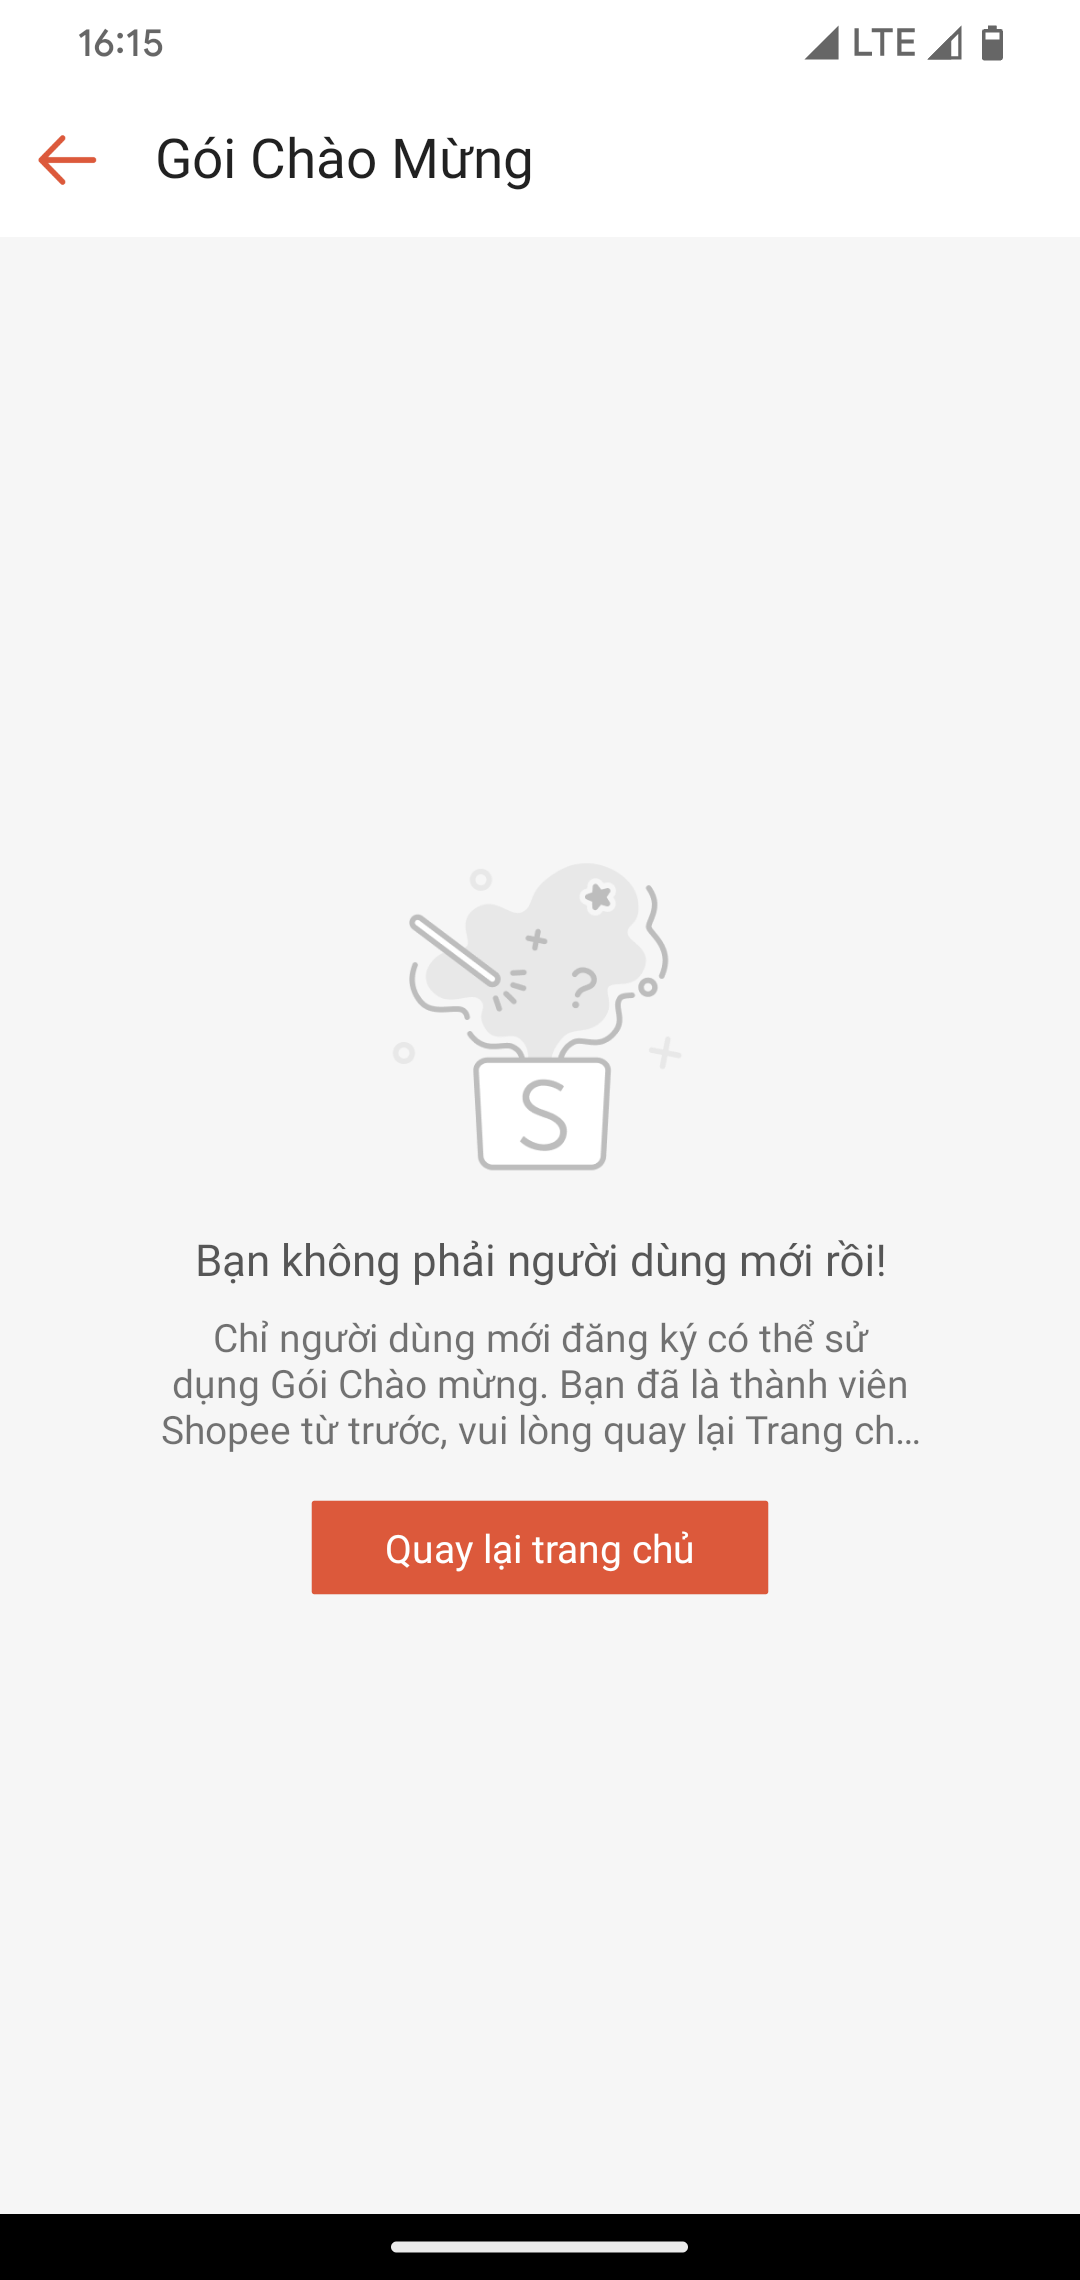 16:15
LTE
Gói Chào Mừng
?
S
Bạn không phải người dùng mới rồi!
Chỉ người dùng mới đăng ký có thể sử
dụng Gói Chào mừng. Bạn đã là thành viên
Shopee từ trước, vui lòng quay lại Trang ch...
Quay lại trang chủ